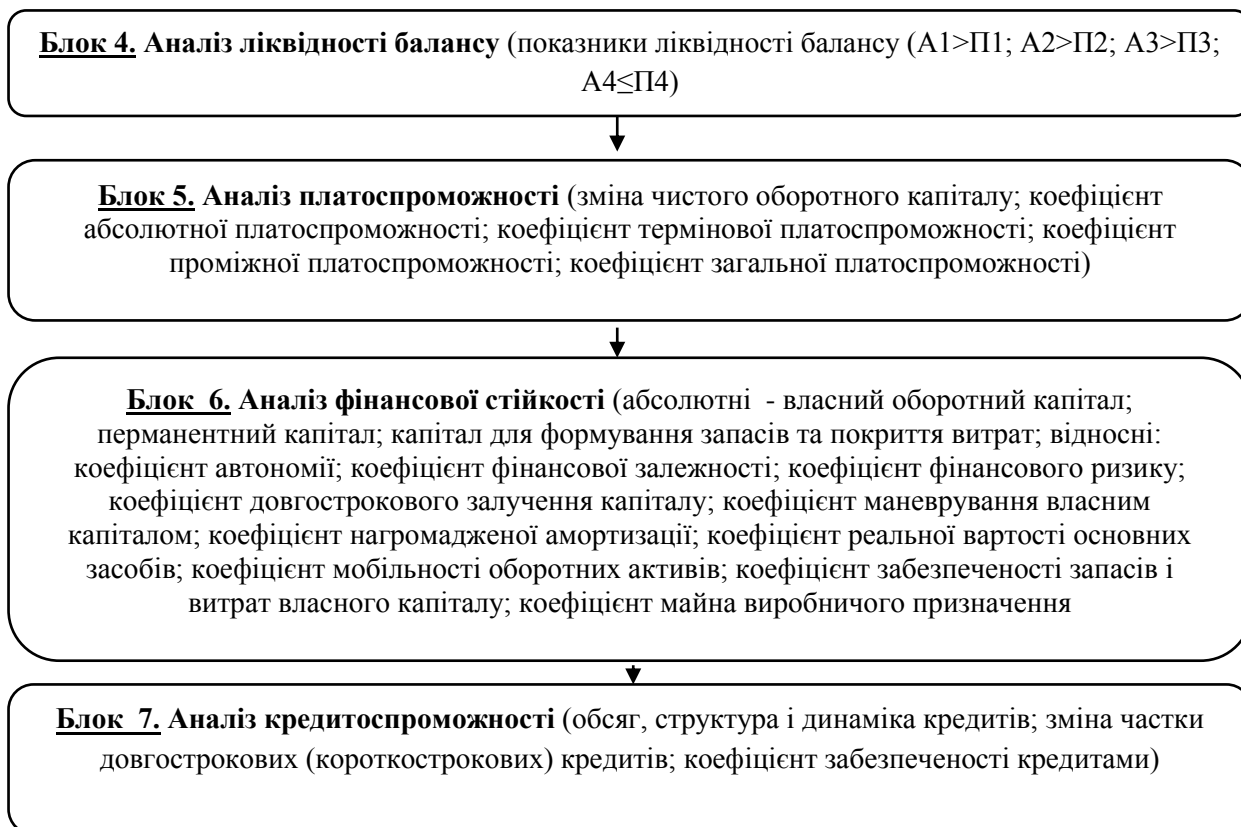 Блок 4. Аналіз ліквідності балансу (показники ліквідності балансу (А1>П1; А2>П2; А3>П3;
А4≤П4)
Блок 5. Аналіз платоспроможності (зміна чистого оборотного капіталу; коефіцієнт
абсолютної платоспроможності; коефіцієнт термінової платоспроможності; коефіцієнт
проміжної платоспроможності; коефіцієнт загальної платоспроможності)
Блок 6. Аналіз фінансової стійкості (абсолютні - власний оборотний капітал;
перманентний капітал; капітал для формування запасів та покриття витрат; відносні:
коефіцієнт автономії; коефіцієнт фінансової залежності; коефіцієнт фінансового ризику;
коефіцієнт довгострокового залучення капіталу; коефіцієнт маневрування власним
капіталом; коефіцієнт нагромадженої амортизації; коефіцієнт реальної вартості основних
засобів; коефіцієнт мобільності оборотних активів; коефіцієнт забезпеченості запасів і
витрат власного капіталу; коефіцієнт майна виробничого призначення
Блок 7. Аналіз кредитоспроможності (обсяг, структура і динаміка кредитів; зміна частки
довгострокових (короткострокових) кредитів; коефіцієнт забезпеченості кредитами)